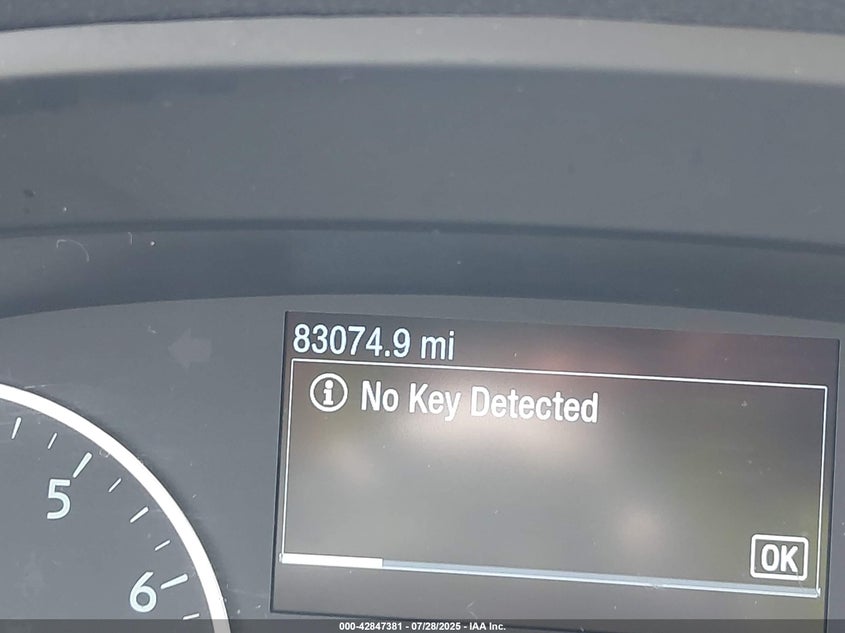 83074.9 mi
No Key Detected
5
OK
6
000-42847381 - 07/28/2025 - IAA Inc.